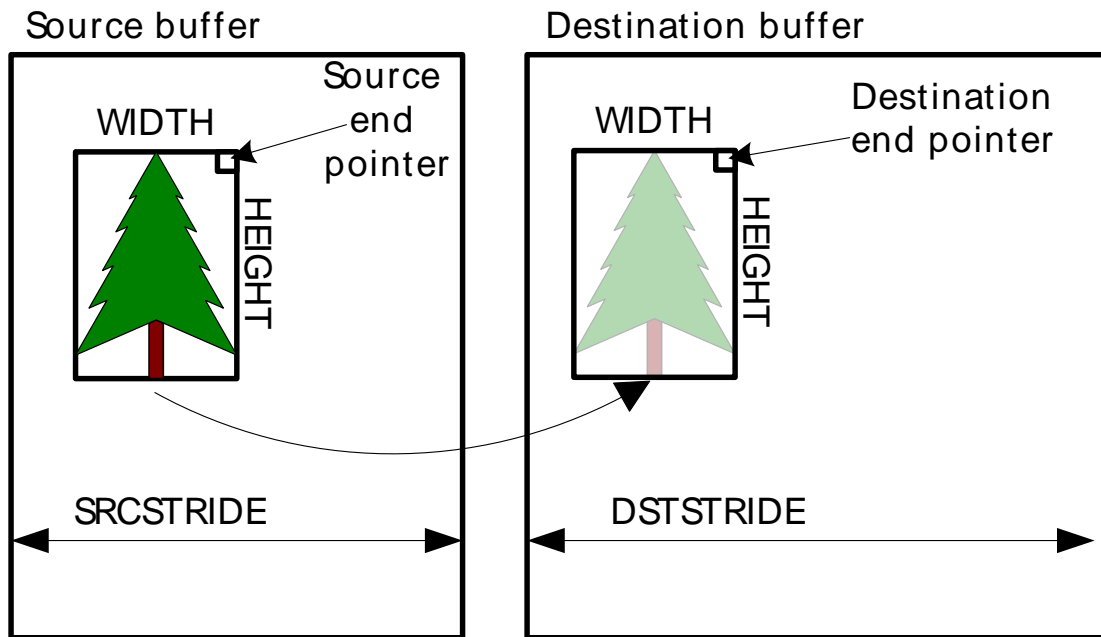 Source buffer
Source
end
pointer
WIDTH
HEIGHT
SRCSTRIDE
Destination buffer
Destination
end pointer
WIDTH
HEIGHT
DSTSTRIDE